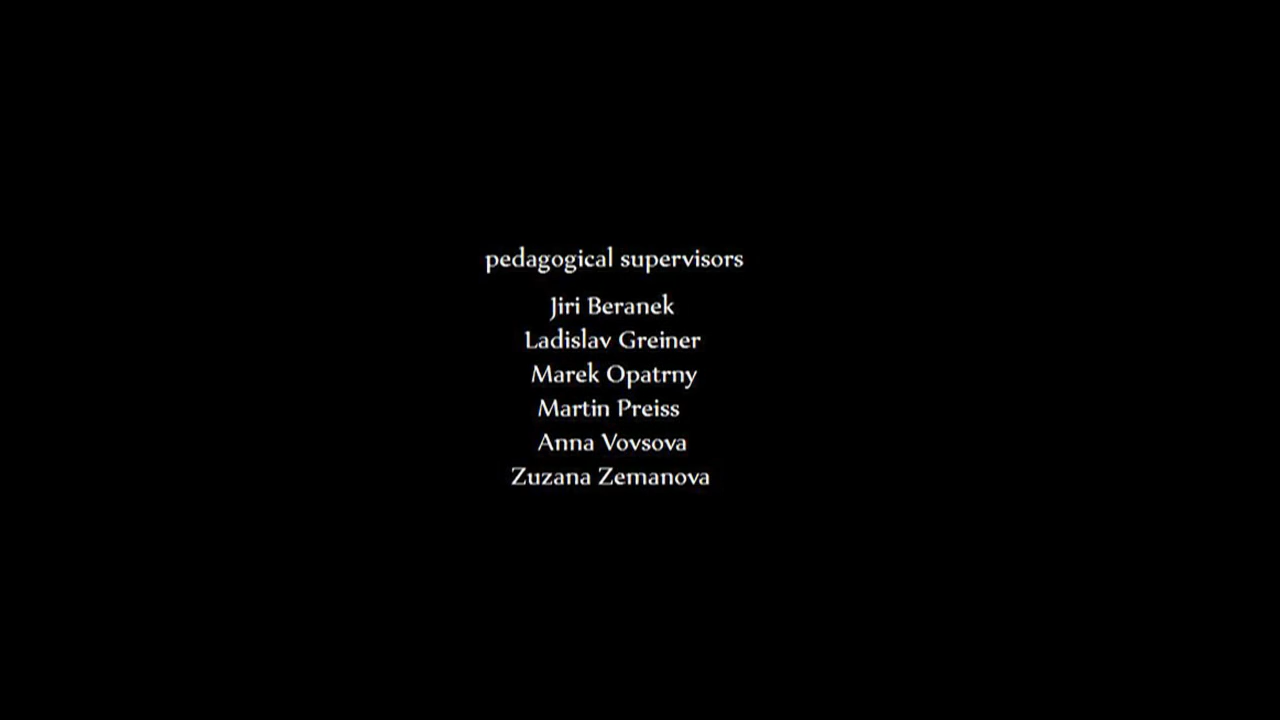 pedagogical supervisors
Jiri Beranek
Ladislav Greiner
Marek Opatrny
Martin Preiss
Anna Vovsova
Zuzana Zemanova